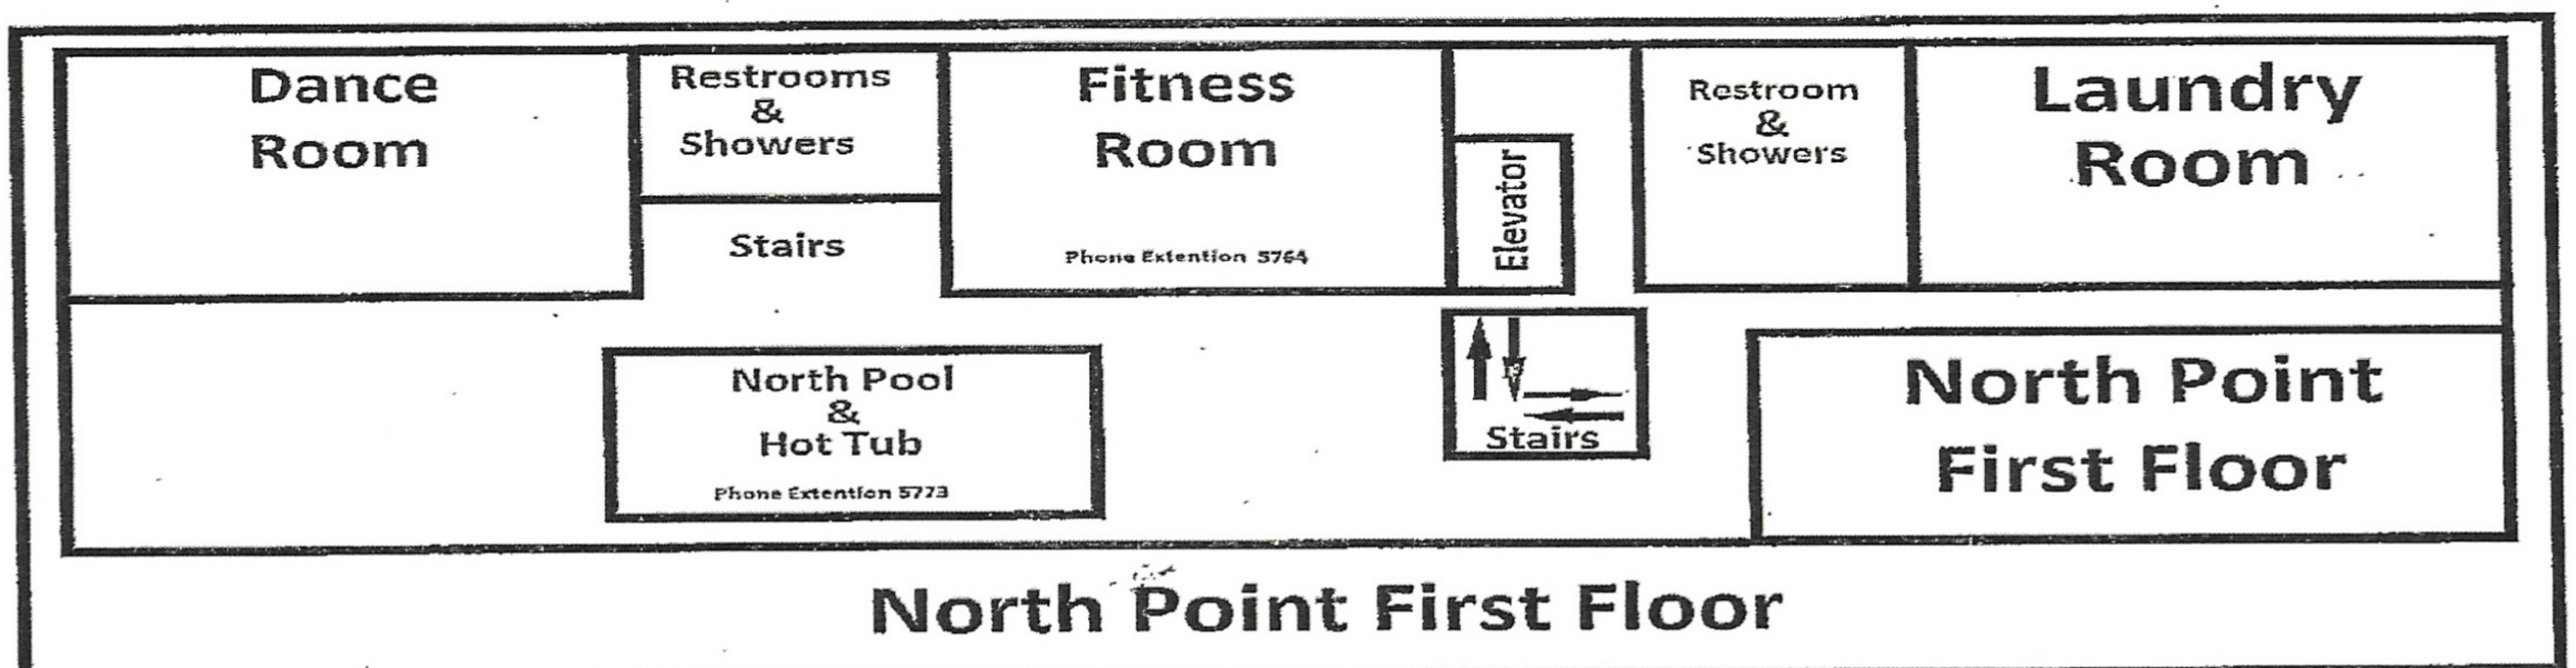 Dance
Room
Restrooms
&
Showers
Stairs
Fitness
Room
Phone Extention 5764
Elevator
Restroom
&
Showers
Laundry
Room
North Pool
&
Hot Tub
Phone Extention 5773
Stairs
North Point
First Floor
North Point First Floor